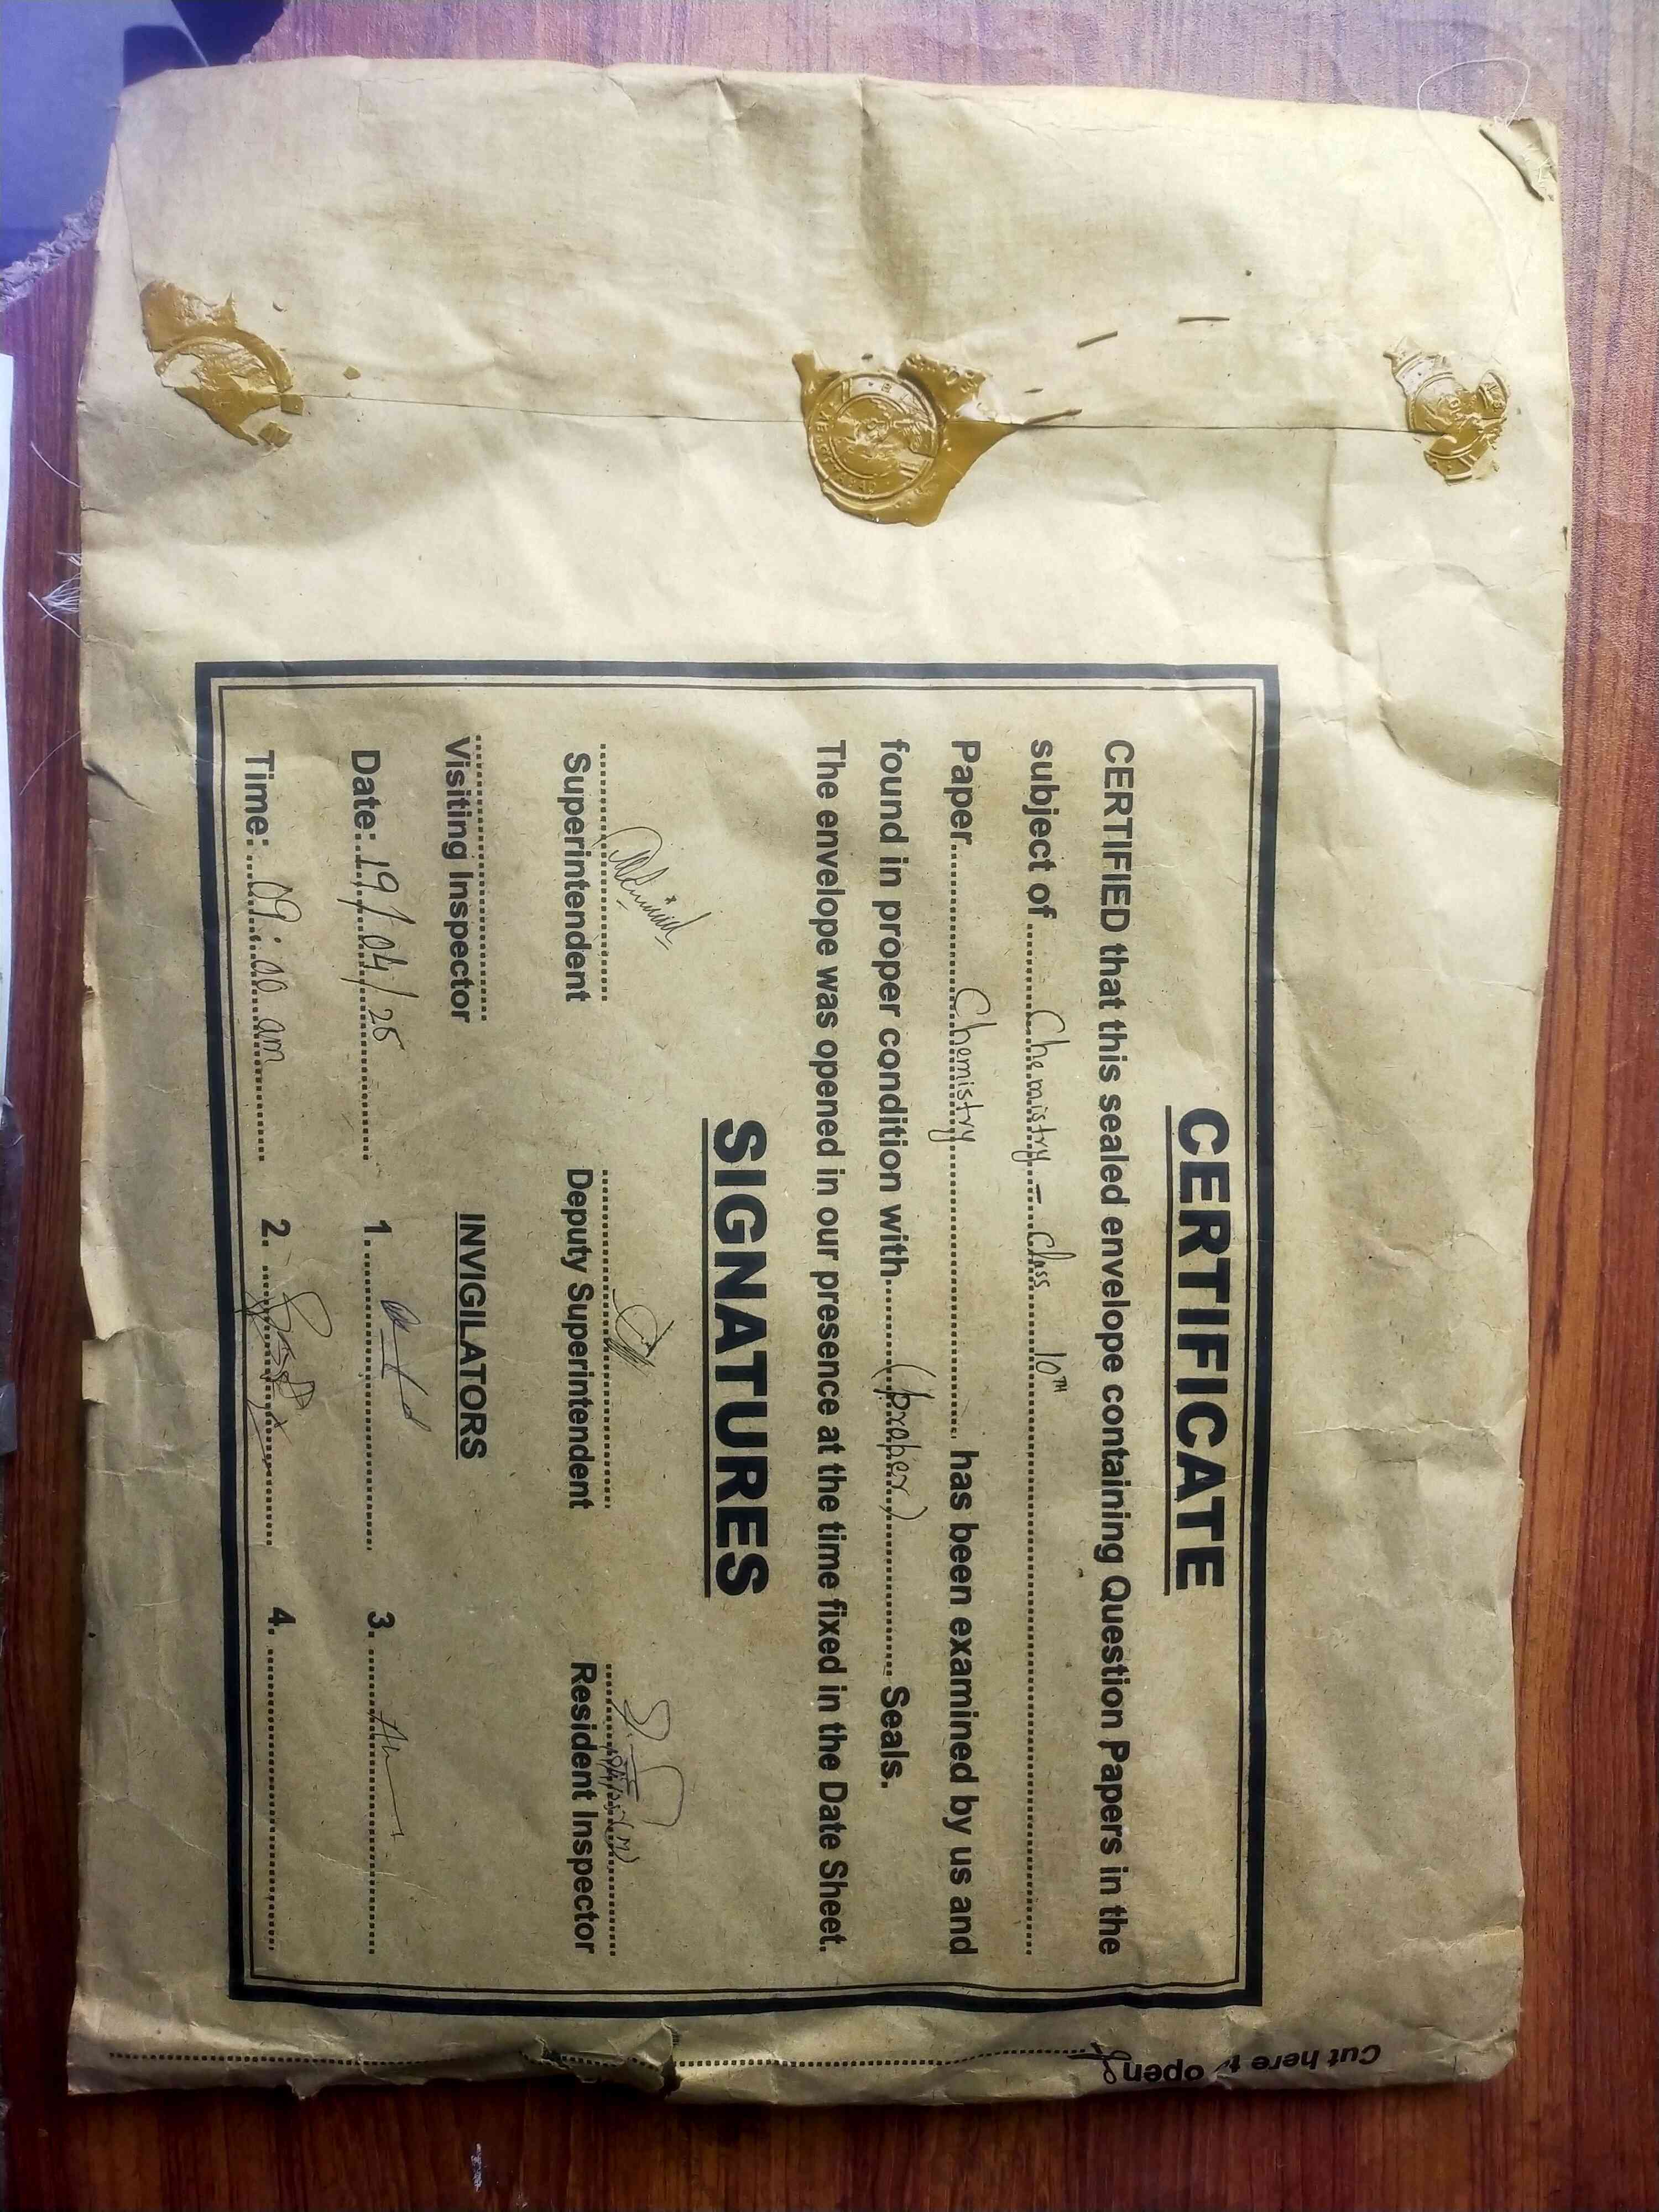 CERTIFICATE
CERTIFIED that this sealed envelope containing Question Papers in the
subject of ........ Chemistry - Class 10TH ........
Paper ........ Chemistry ........ has been examined by us and
found in proper condition with ........ (proper) ........ Seals.
The envelope was opened in our presence at the time fixed in the Date Sheet.
SIGNATURES
Superintendent Deputy Superintendent Resident Inspector
Visiting Inspector INVIGILATORS
Date: 19/04/25 1. 3.
Time: 09:00 am 2. 4.
Cut here to open